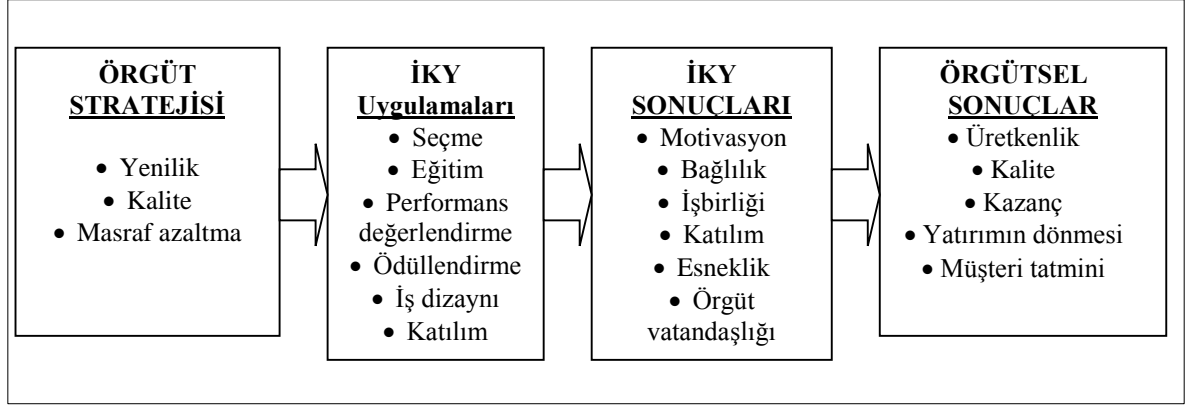 ÖRGÜT
STRATEJİSİ
• Yenilik
• Kalite
• Masraf azaltma
İKY
Uygulamaları
• Seçme
• Eğitim
• Performans
değerlendirme
• Ödüllendirme
• İş dizaynı
• Katılım
İKY
SONUÇLARI
• Motivasyon
• Bağlılık
• İşbirliği
• Katılım
• Esneklik
• Örgüt
vatandaşlığı
ÖRGÜTSEL
SONUÇLAR
• Üretkenlik
• Kalite
• Kazanç
• Yatırımın dönmesi
• Müşteri tatmini